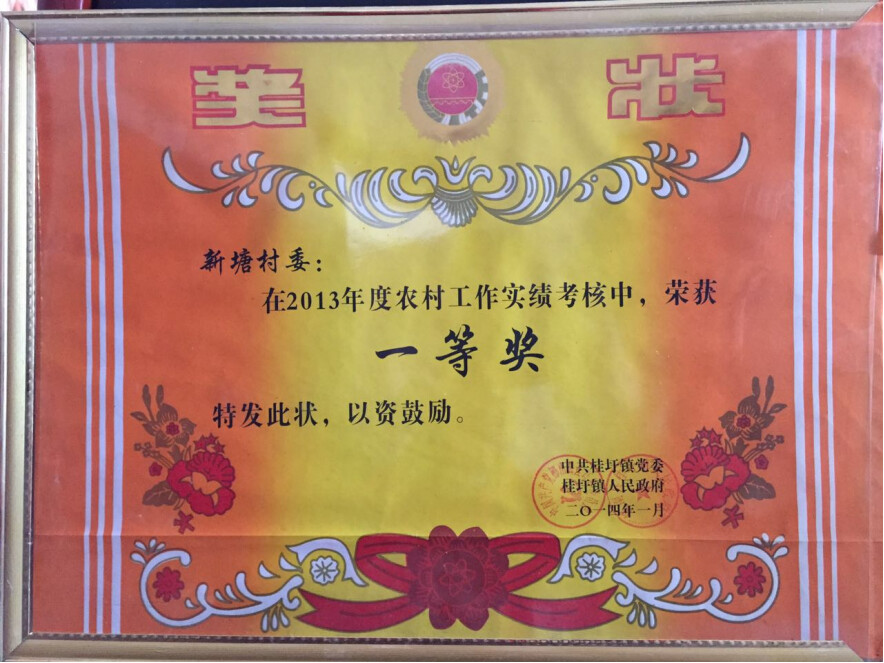 奖状
新塘村委：
在2013年度农村工作实绩考核中，荣获
一等奖
特发此状，以资鼓励。
中共桂圩镇党委
桂圩镇人民政府
二〇一四年一月